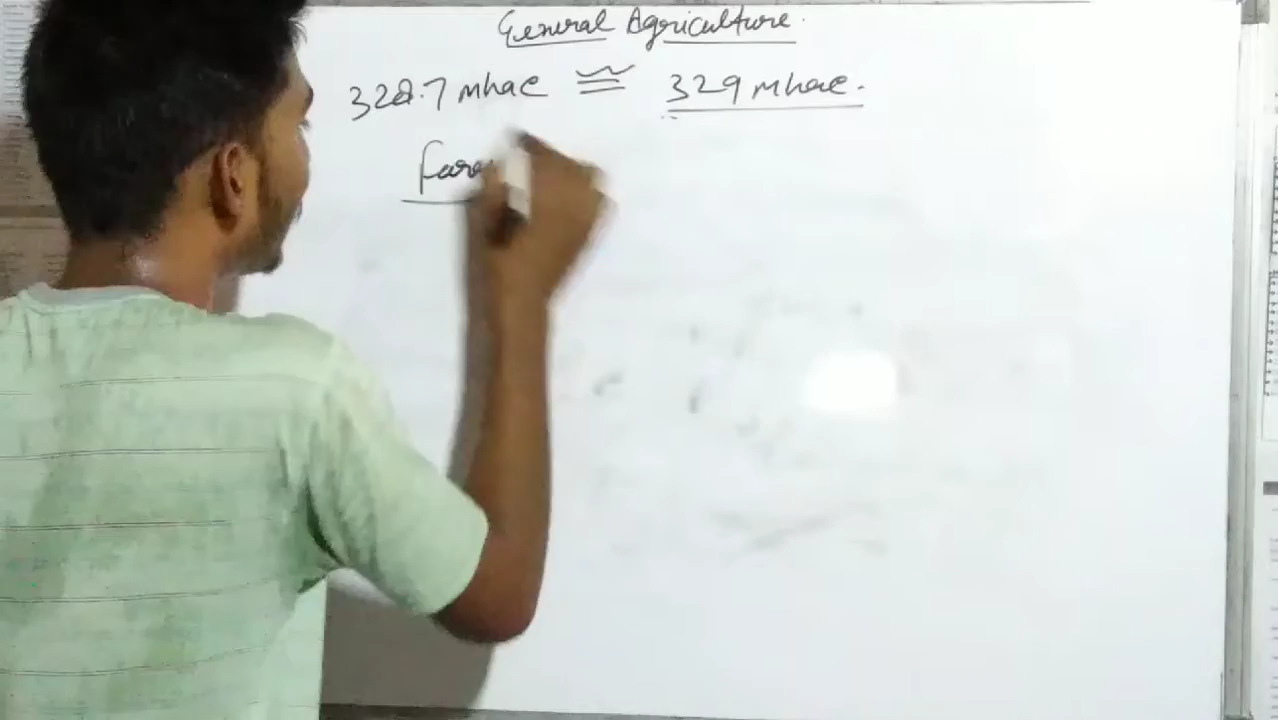 General Agriculture.
328.7 mhac ≅ 329 mhac.